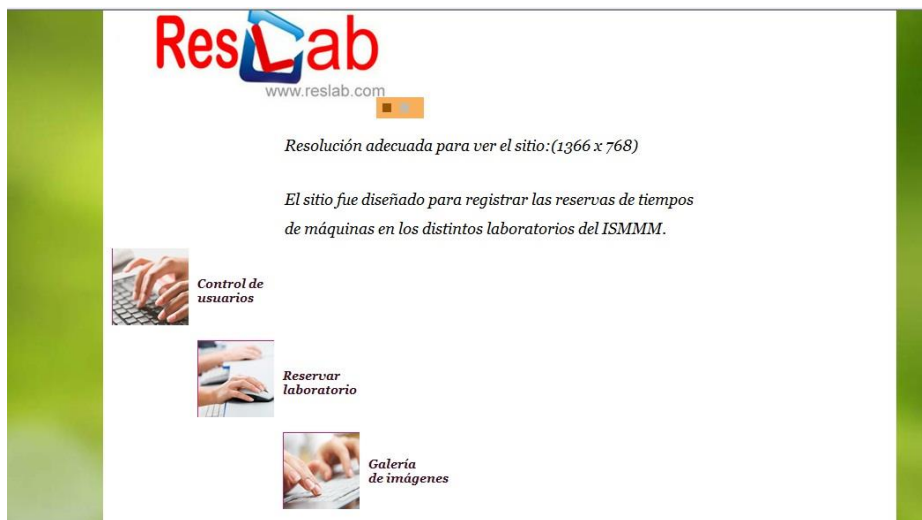 ResLab
www.reslab.com
Resolución adecuada para ver el sitio:(1366 x 768)
El sitio fue diseñado para registrar las reservas de tiempos
de máquinas en los distintos laboratorios del ISMMM.
Control de
usuarios
Reservar
laboratorio
Galería
de imágenes